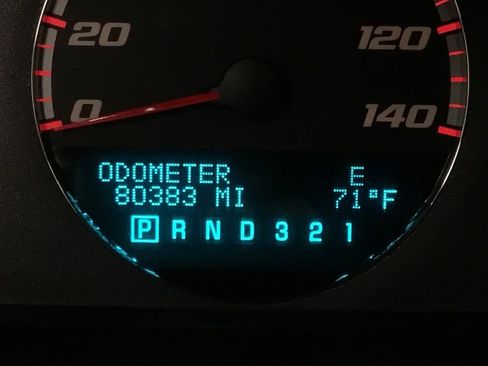 20 120
0 140
ODOMETER E
80383 MI 71°F
P R N D 3 2 1